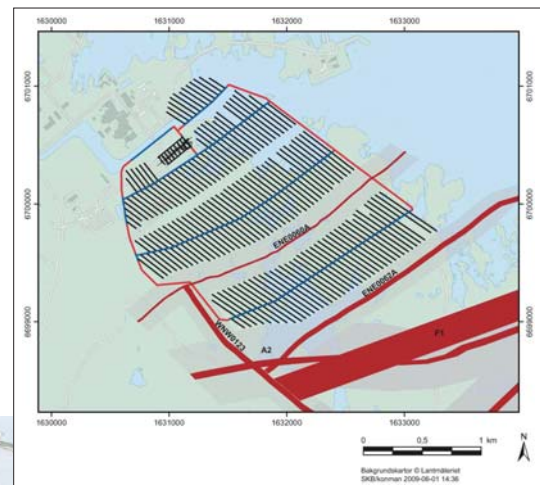 1630000 1631000 1632000 1633000
6701000 6701000
6700000 6700000
6699000 6699000
ENE0060A
ENE0062A
WNW0123
A2
F1
1630000 1631000 1632000 1633000
0 0,5 1 km
N
Bakgrundskartor © Lantmäteriet
SKB/konman 2009-06-01 14:36